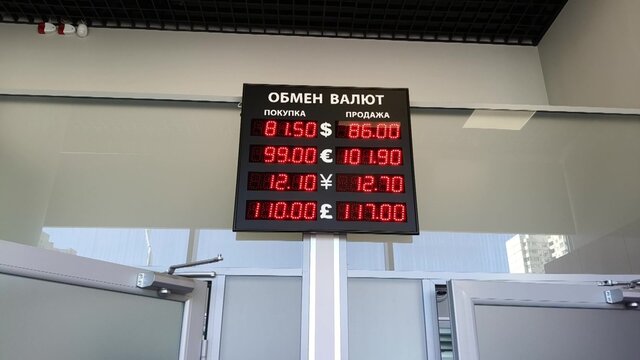 ОБМЕН ВАЛЮТ
ПОКУПКА ПРОДАЖА
81.50 $ 86.00
99.00 € 101.90
12.10 ¥ 12.70
110.00 £ 117.00